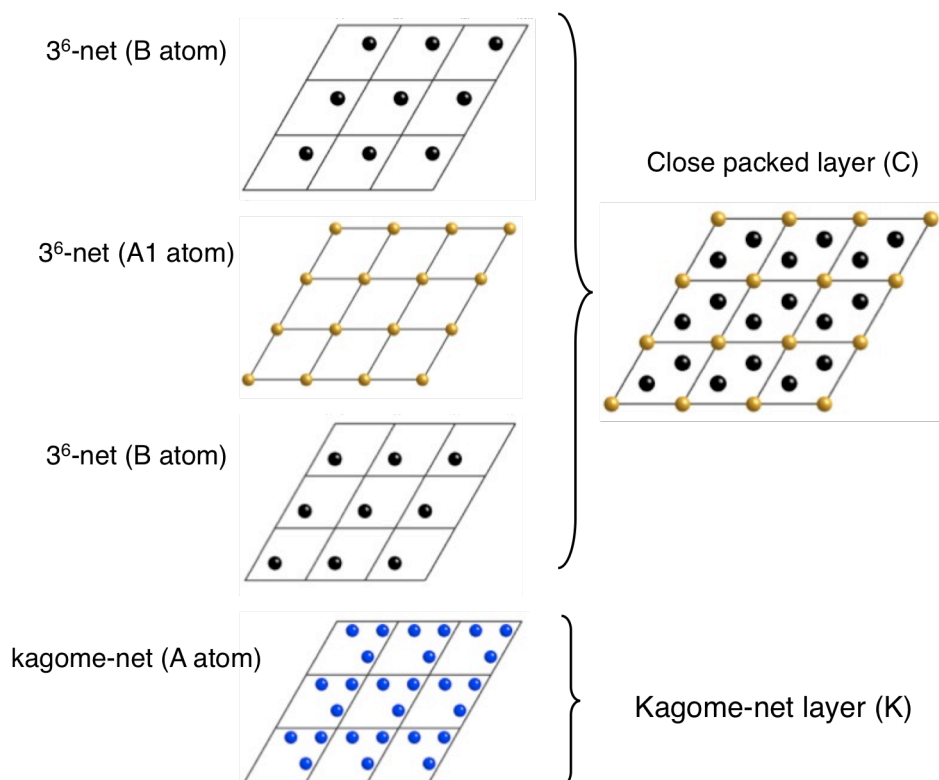 3⁶-net (B atom)
3⁶-net (A1 atom)
3⁶-net (B atom)
kagome-net (A atom)
Close packed layer (C)
Kagome-net layer (K)